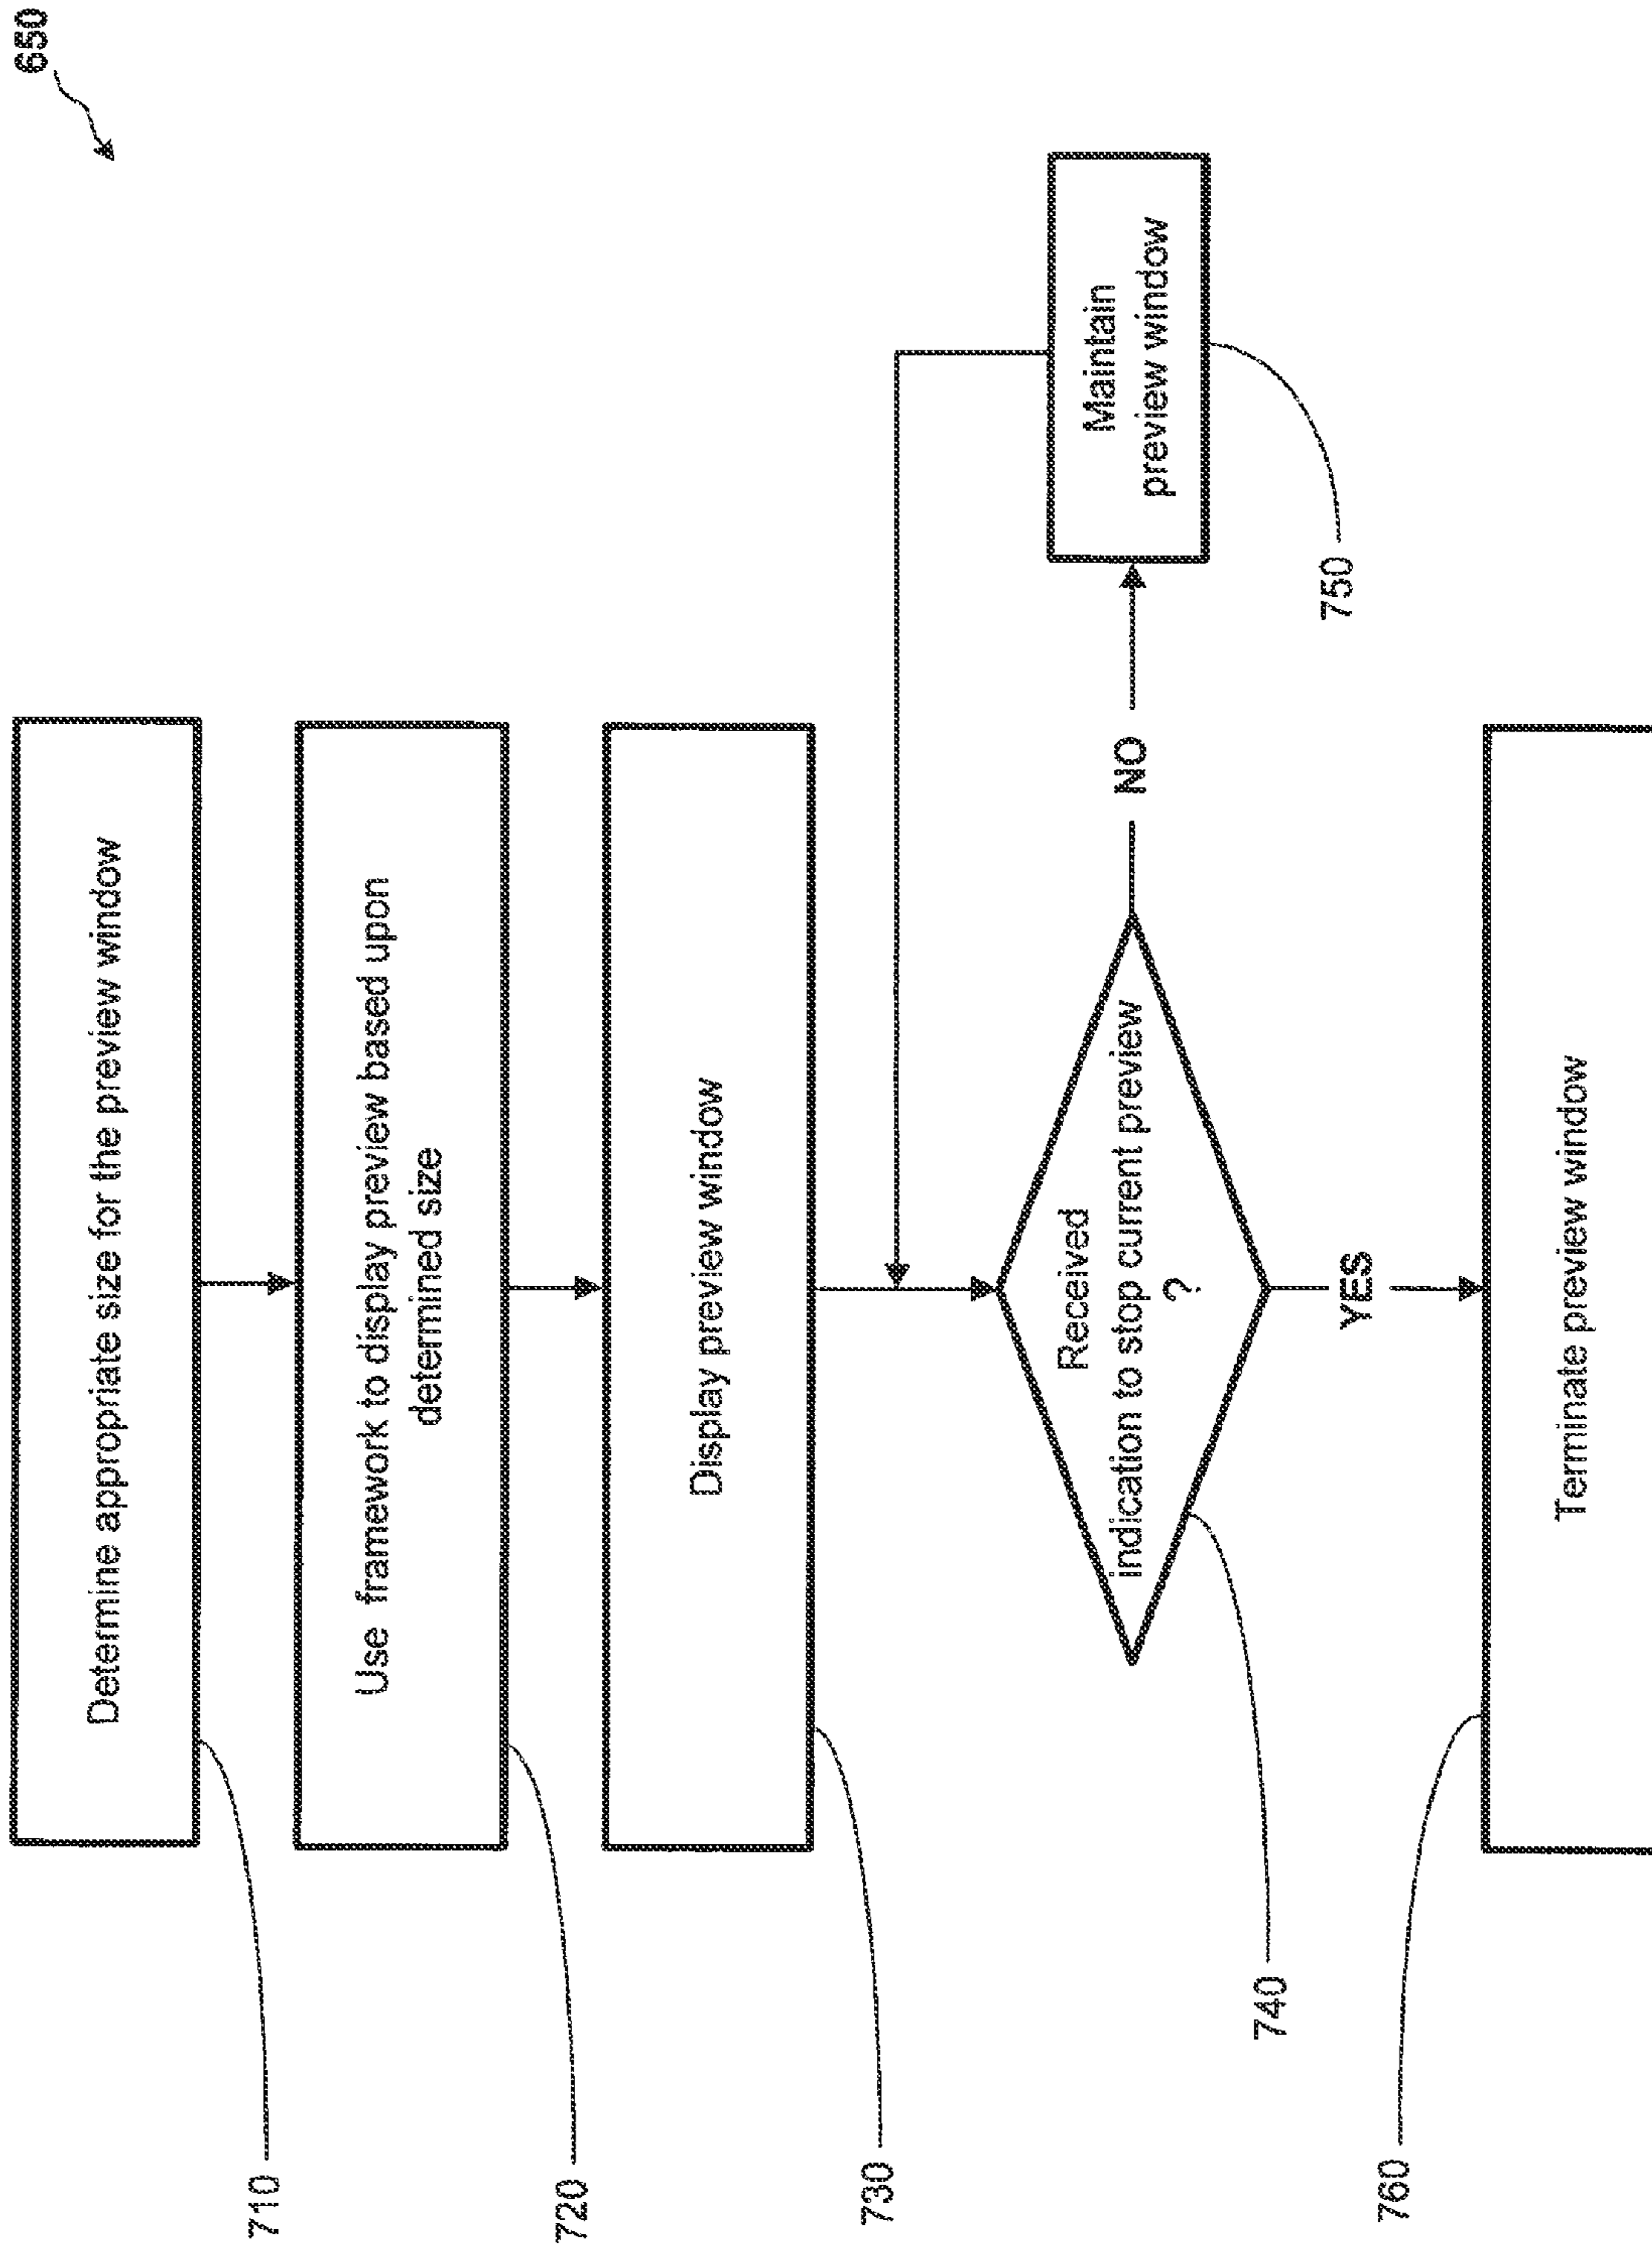 650
Determine appropriate size for the preview window
710
Use framework to display preview based upon
determined size
720
Display preview window
730
Received
indication to stop current preview
?
740
NO
Maintain
preview window
750
YES
Terminate preview window
760